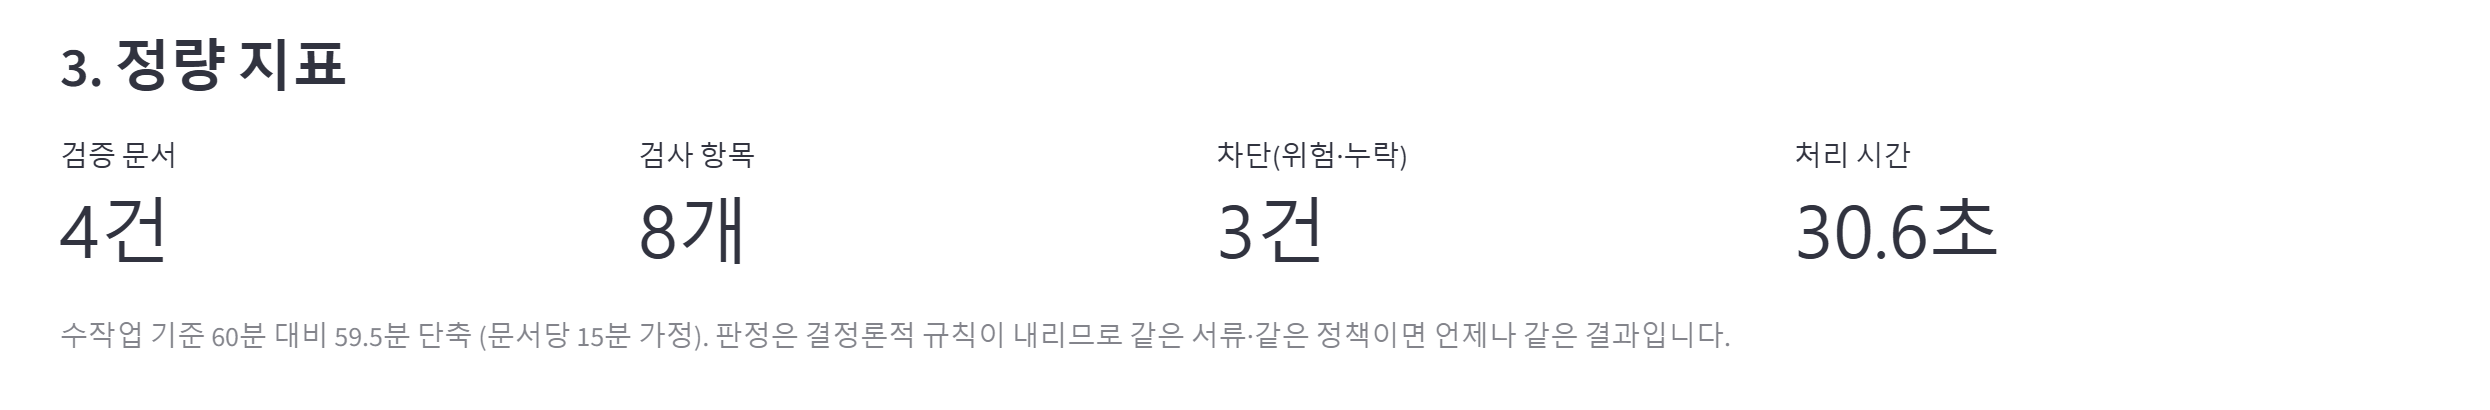 3. 정량 지표
검증 문서
4건
검사 항목
8개
차단(위험·누락)
3건
처리 시간
30.6초
수작업 기준 60분 대비 59.5분 단축 (문서당 15분 가정). 판정은 결정론적 규칙이 내리므로 같은 서류·같은 정책이면 언제나 같은 결과입니다.